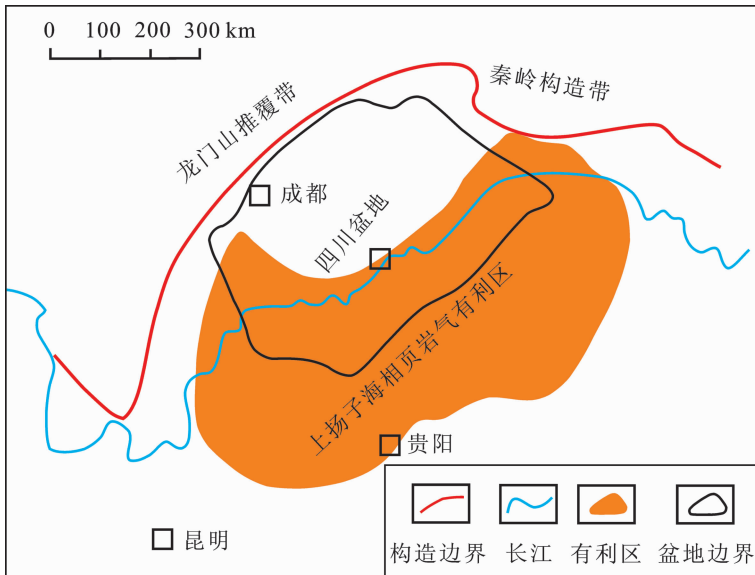 0 100 200 300 km
秦岭构造带
龙门山推覆带
成都
四川盆地
上扬子海相页岩气有利区
贵阳
昆明
构造边界 长江 有利区 盆地边界